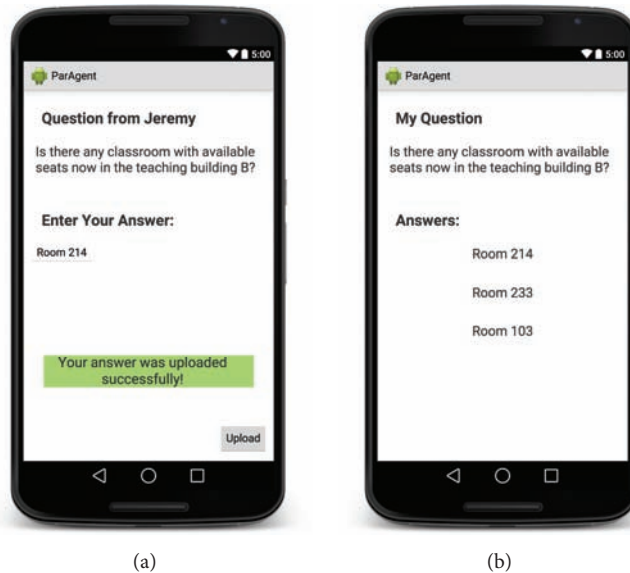 5:00
ParAgent
Question from Jeremy
Is there any classroom with available
seats now in the teaching building B?
Enter Your Answer:
Room 214
Your answer was uploaded
successfully!
Upload
(a)
5:00
ParAgent
My Question
Is there any classroom with available
seats now in the teaching building B?
Answers:
Room 214
Room 233
Room 103
(b)